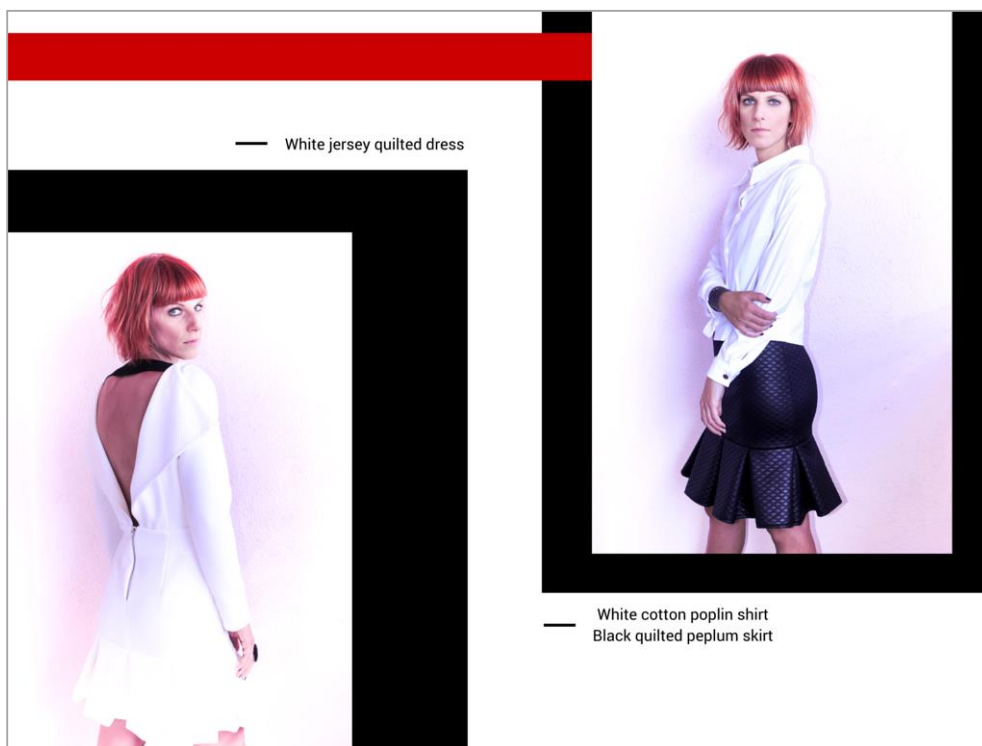 White jersey quilted dress
White cotton poplin shirt
Black quilted peplum skirt